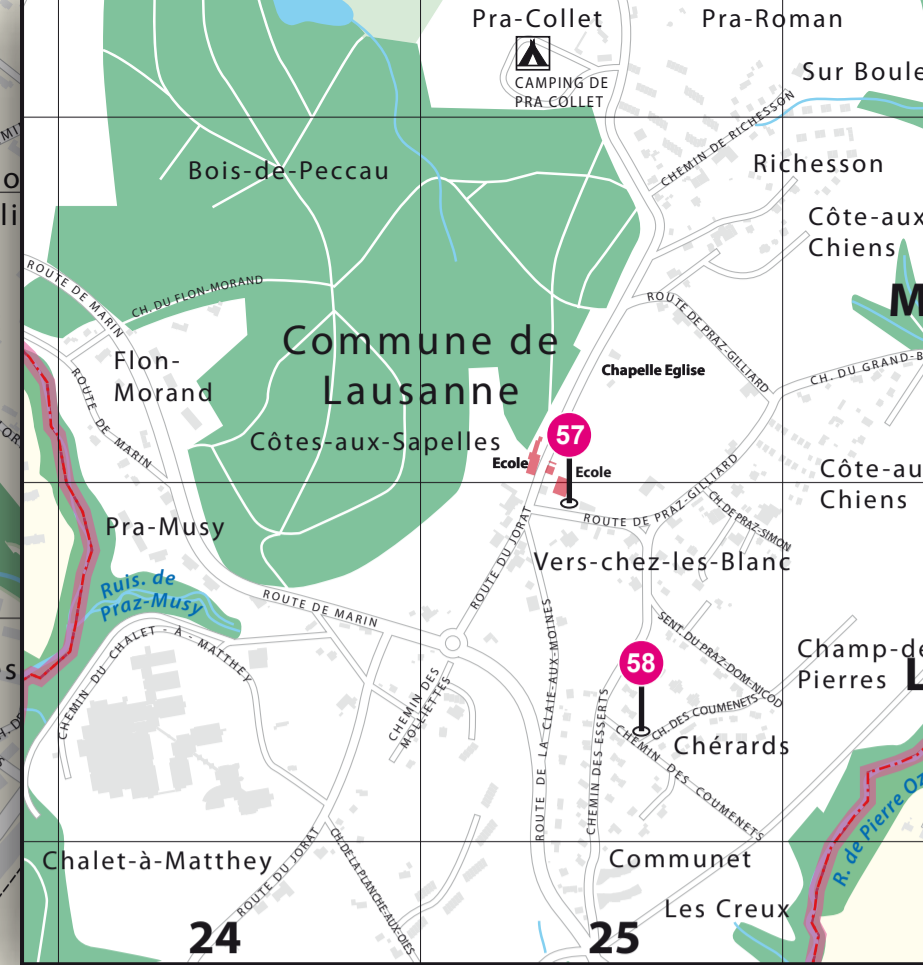 Pra-Collet
Pra-Roman
CAMPING DE
PRA COLLET
Sur Boule
CHEMIN DE RICHESSON
Bois-de-Peccau
Richesson
Côte-aux
Chiens
ROUTE DE MARIN
CH. DU FLON-MORAND
ROUTE DE PRAZ-GILLIARD
M
Commune de
Lausanne
Flon-
Morand
Chapelle Eglise
CH. DU GRAND-B
ROUTE DE MARIN
Côtes-aux-Sapelles
57
Ecole
Ecole
Côte-au
Chiens
ROUTE DE PRAZ-GILLIARD
CH. DE PRAZ-SIMON
Pra-Musy
ROUTE DU JORAT
Vers-chez-les-Blanc
Ruis. de
Praz-Musy
ROUTE DE MARIN
CHEMIN DU CHALET - À - MATTHEY
SENT. DU PRAZ-DOM-NICOD
58
Champ-de
Pierres
L
CHEMIN DES
MOLLIETTES
ROUTE DE LA CLAIE-AUX-MOINES
CHEMIN DES ESSERTS
CH. DES COUMENETS
CHEMIN DES COUMENETS
Chérards
R. de Pierre Oz
Chalet-à-Matthey
ROUTE DU JORAT
CH. DE LA PLANCHE-AUX-OIES
Communet
Les Creux
24
25